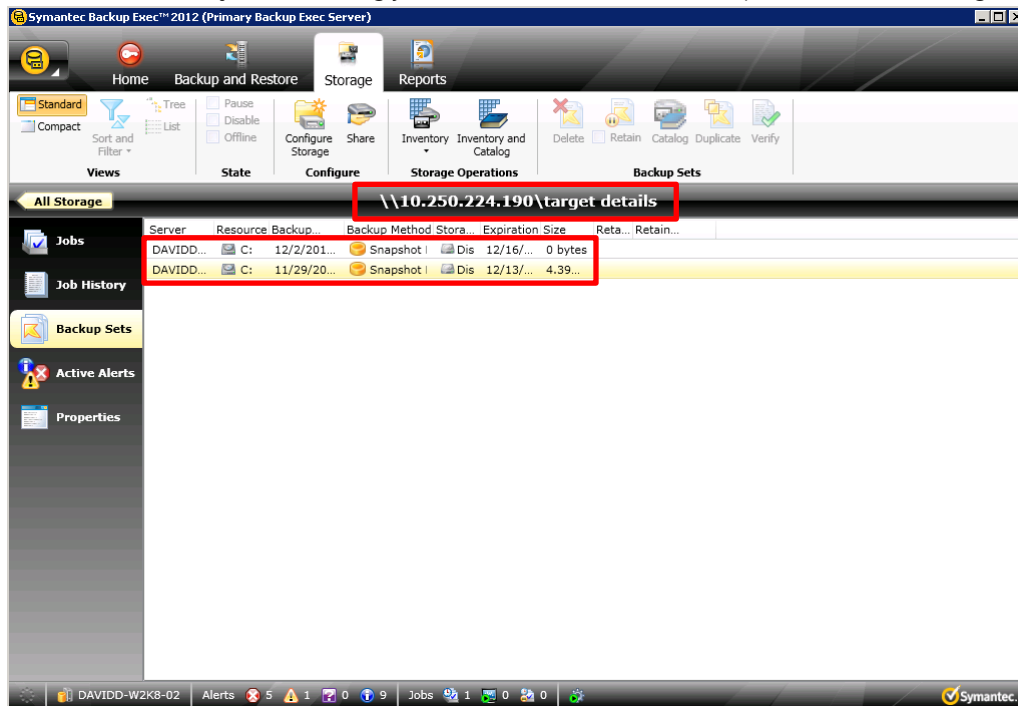 Symantec Backup Exec™ 2012 (Primary Backup Exec Server)
Home Backup and Restore Storage Reports
Standard Compact Sort and Filter Tree List
Pause Disable Offline
Configure Storage Share
Inventory Inventory and Catalog
Delete Retain Catalog Duplicate Verify
Views State Configure Storage Operations Backup Sets
All Storage \\10.250.224.190\target details
Jobs
Job History
Backup Sets
Active Alerts
Properties
Server Resource Backup... Backup Method Stora... Expiration Size Reta... Retain...
DAVIDD... C: 12/2/201... Snapshot Dis 12/16/... 0 bytes
DAVIDD... C: 11/29/20... Snapshot Dis 12/13/... 4.39...
DAVIDD-W2K8-02 Alerts 5 1 0 9 Jobs 1 0 0 Symantec.